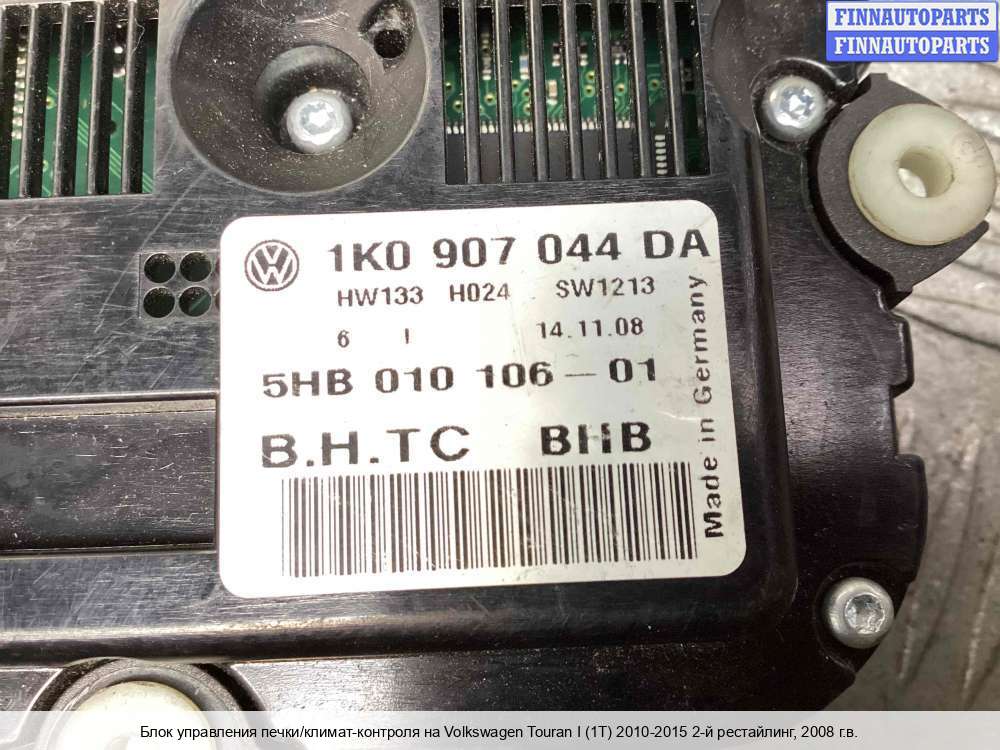 FINNAUTOPARTS
FINNAUTOPARTS
1K0 907 044 DA
HW133 H024 SW1213
6 I 14.11.08
5HB 010 106-01
B.H.TC BHB
Made in Germany
Блок управления печки/климат-контроля на Volkswagen Touran I (1T) 2010-2015 2-й рестайлинг, 2008 г.в.